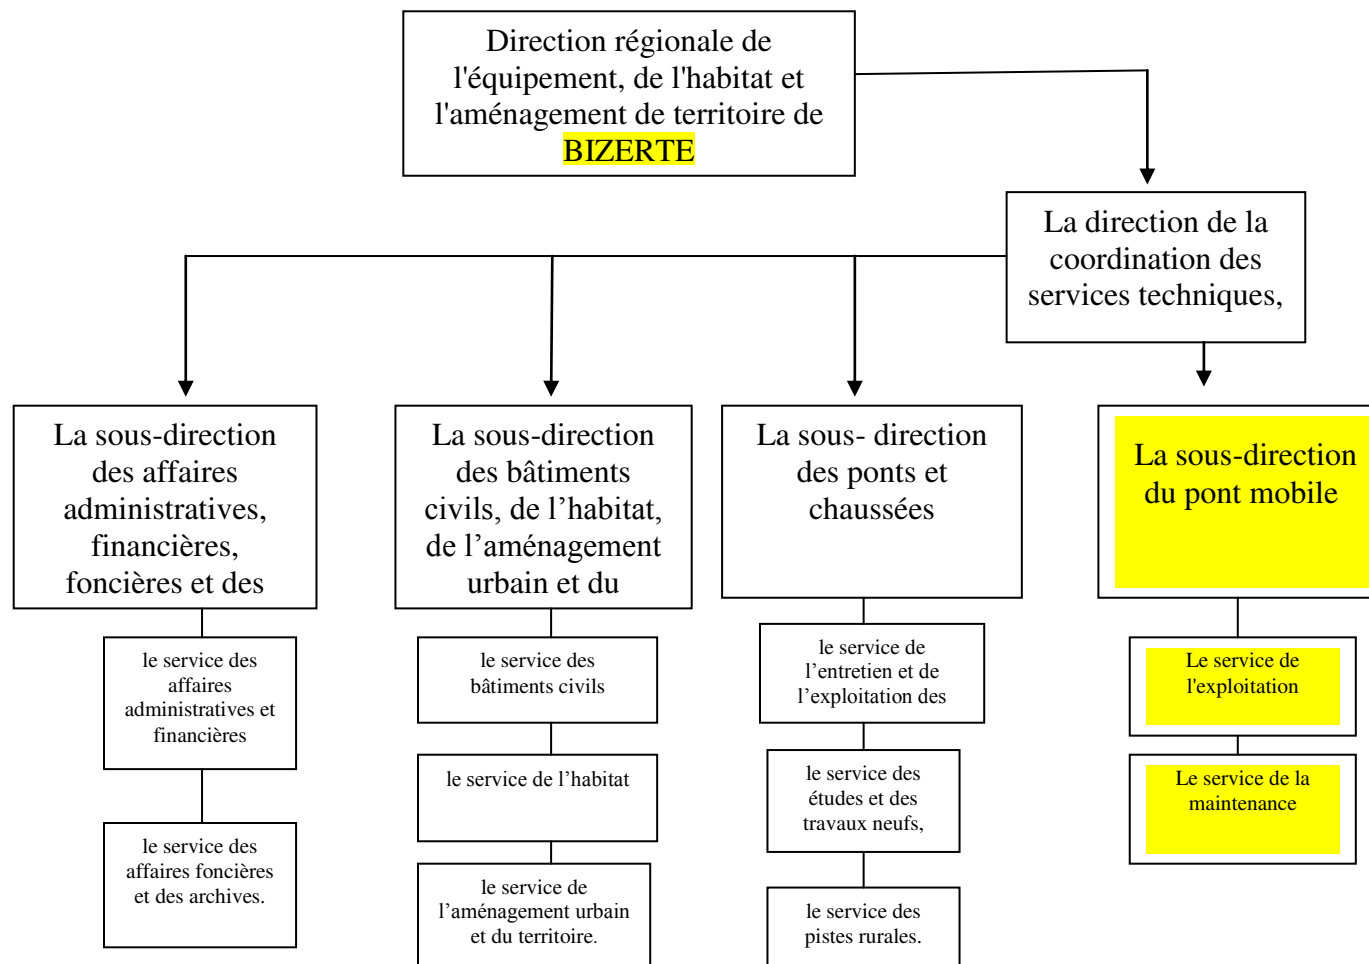 Direction régionale de
l'équipement, de l'habitat et
l'aménagement de territoire de
BIZERTE
La direction de la
coordination des
services techniques,
La sous-direction
des affaires
administratives,
financières,
foncières et des
La sous-direction
des bâtiments
civils, de l’habitat,
de l’aménagement
urbain et du
La sous- direction
des ponts et
chaussées
La sous-direction
du pont mobile
le service des
affaires
administratives et
financières
le service des
affaires foncières
et des archives.
le service des
bâtiments civils
le service de l’habitat
le service de
l’aménagement urbain
et du territoire.
le service de
l’entretien et de
l’exploitation des
le service des
études et des
travaux neufs,
le service des
pistes rurales.
Le service de
l'exploitation
Le service de la
maintenance